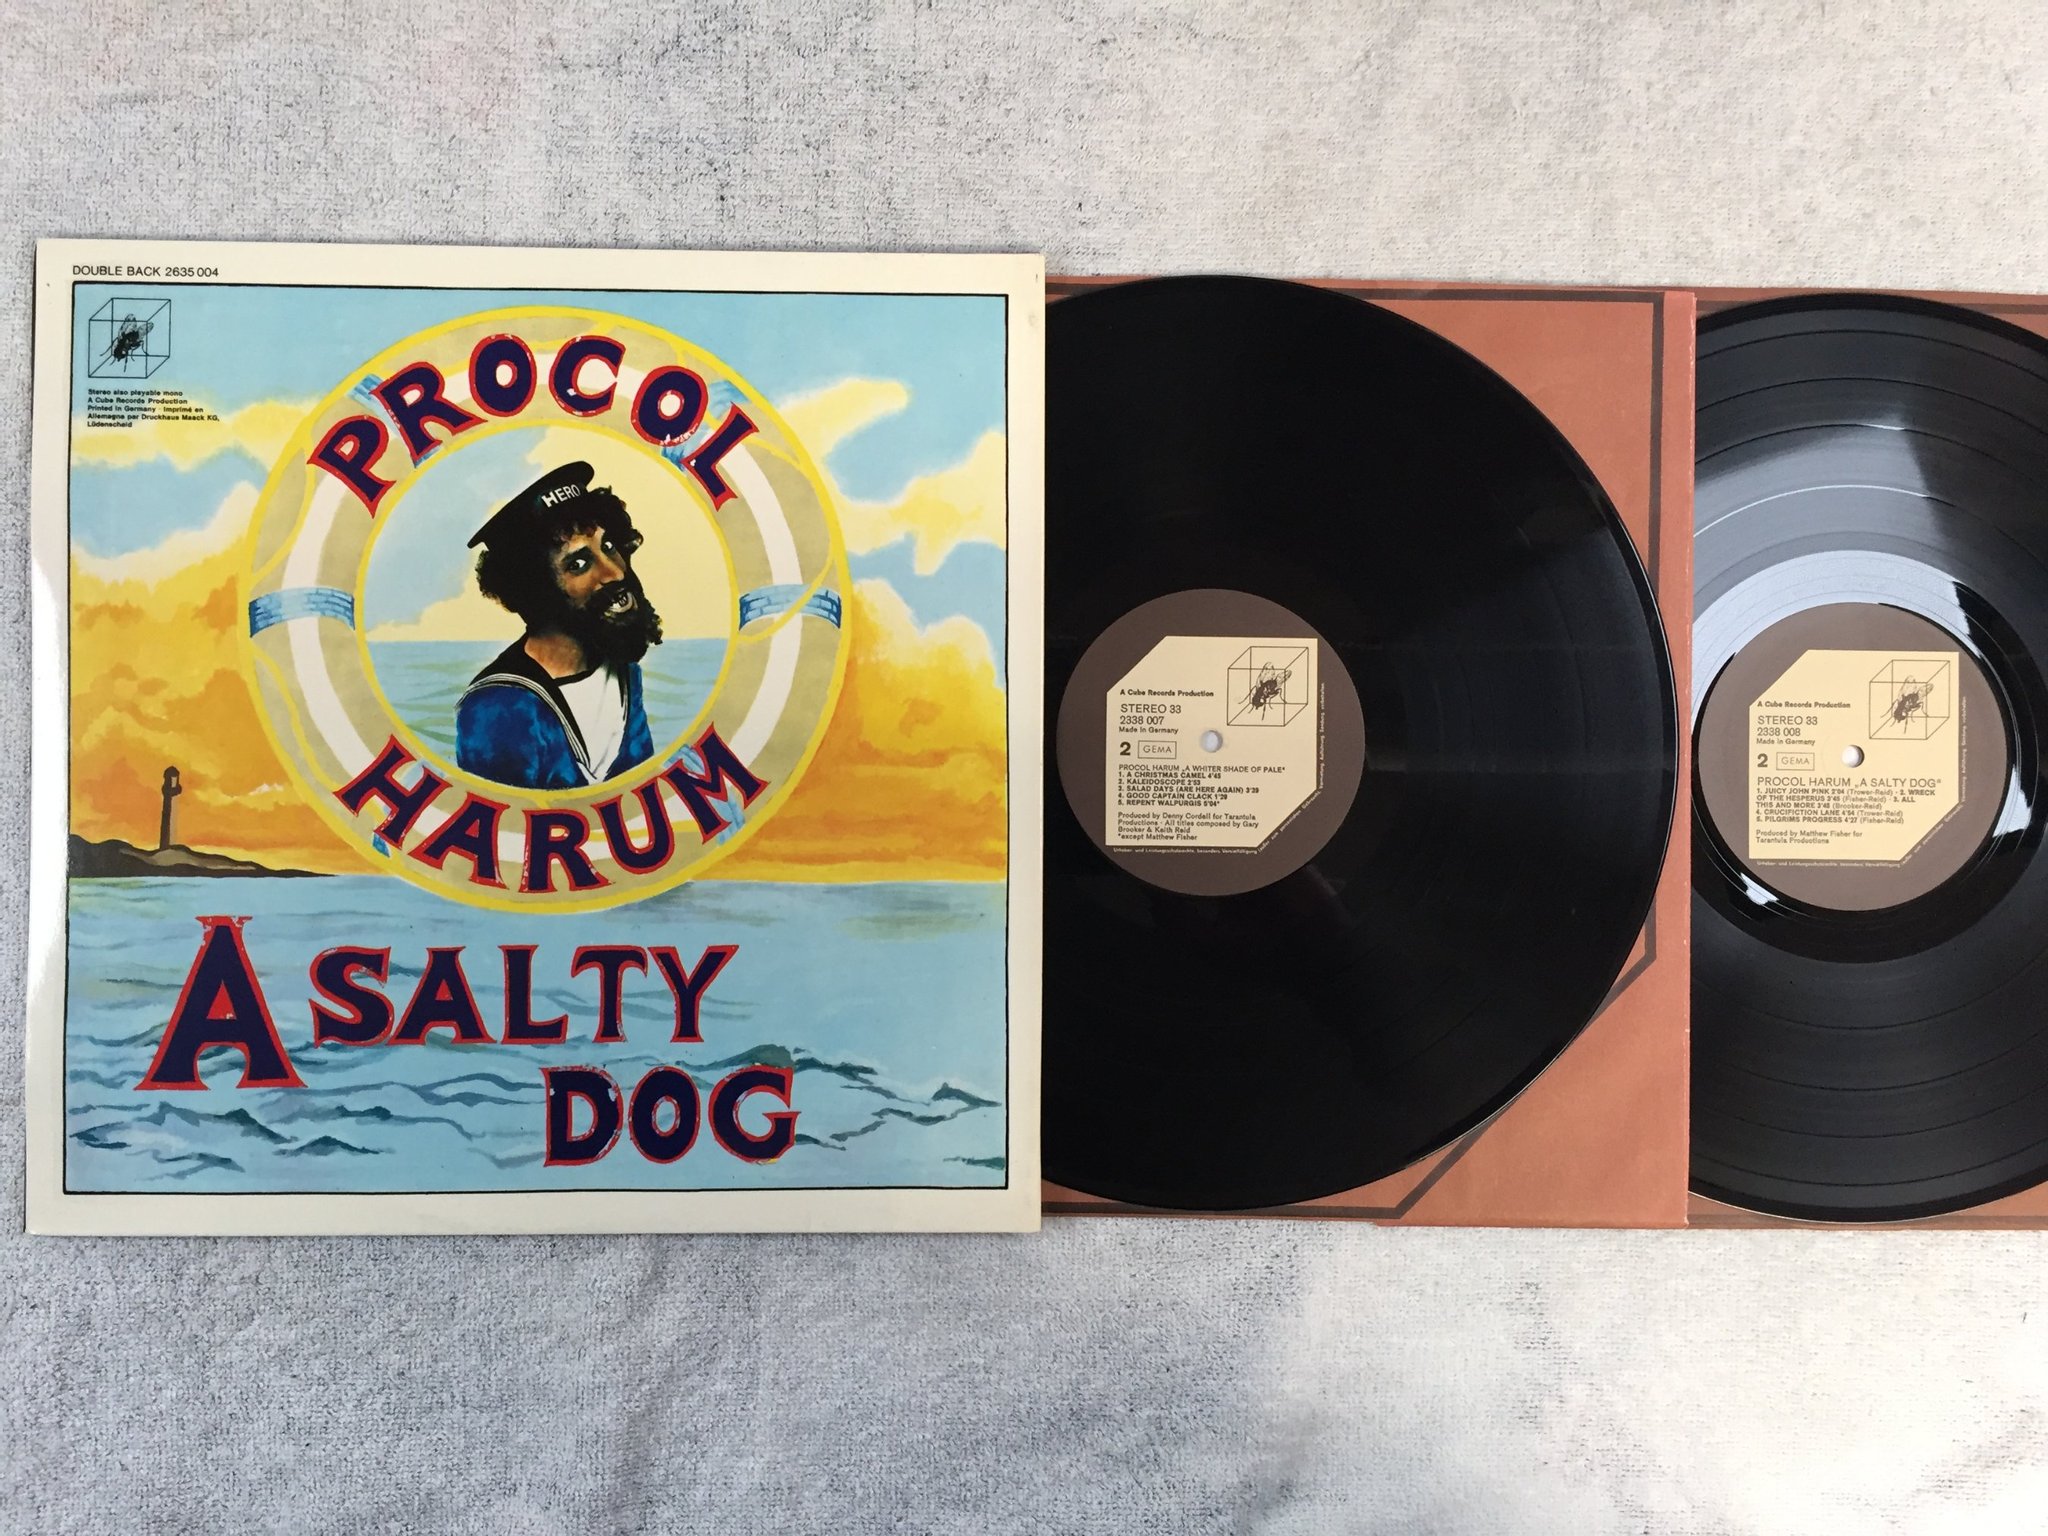 DOUBLE BACK 2635 004
Stereo also playable mono
A Cube Records Production
Printed in Germany · Imprimé en
Allemagne par Druckhaus Maack KG,
Lüdenscheid
PROCOL
HERO
HARUM
A SALTY
DOG
A Cube Records Production
STEREO 33
2338 007
Made in Germany
2 GEMA
PROCOL HARUM „A WHITER SHADE OF PALE“
1. A CHRISTMAS CAMEL 4'45
2. KALEIDOSCOPE 2'53
3. SALAD DAYS (ARE HERE AGAIN) 3'39
4. GOOD CAPTAIN CLACK 1'29
5. REPENT WALPURGIS 5'04*
Produced by Denny Cordell for Tarantula
Productions · All titles composed by Gary
Brooker & Keith Reid
*except Matthew Fisher
A Cube Records Production
STEREO 33
2338 008
Made in Germany
2 GEMA
PROCOL HARUM „A SALTY DOG“
1. JUICY JOHN PINK 2'04 (Trower-Reid) · 2. WRECK
OF THE HESPERUS 3'45 (Fisher-Reid) · 3. ALL
THIS AND MORE 3'48 (Brooker-Reid)
4. CRUCIFICTION LANE 4'54 (Trower-Reid)
5. PILGRIMS PROGRESS 4'27 (Fisher-Reid)
Produced by Matthew Fisher for
Tarantula Productions